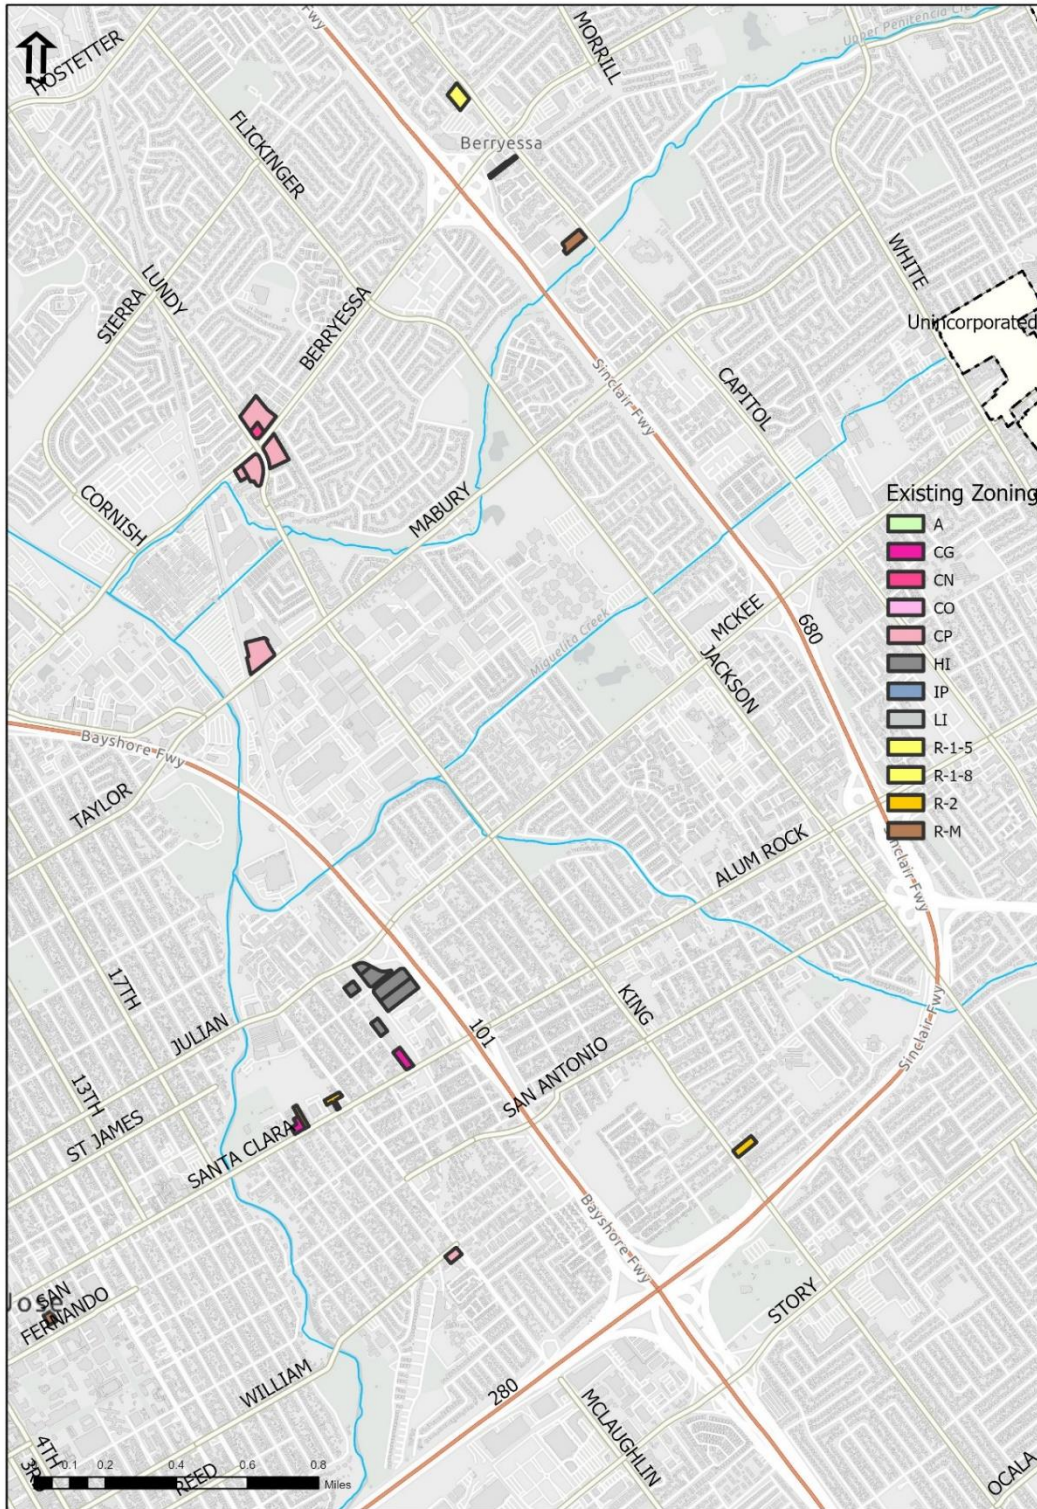 Fwy
MORRILL
Upper Penitencia Cre
HOSTETTER
FLICKINGER
Berryessa
WHITE
SIERRA
LUNDY
BERRYESSA
Unincorporated
Sinclair Fwy
CAPITOL
CORNISH
MABURY
Existing Zoning
A
CG
CN
CO
CP
HI
IP
LI
R-1-5
R-1-8
R-2
R-M
Miguelita Creek
MCKEE
680
JACKSON
Bayshore Fwy
TAYLOR
ALUM ROCK
Sinclair Fwy
17TH
KING
JULIAN
101
SAN ANTONIO
Sinclair Fwy
13TH
ST JAMES
SANTA CLARA
Bayshore Fwy
SAN
FERNANDO
Jose
STORY
WILLIAM
280
MCLAUGHLIN
4TH
3R
REED
OCALA
0.1 0.2 0.4 0.6 0.8
Miles